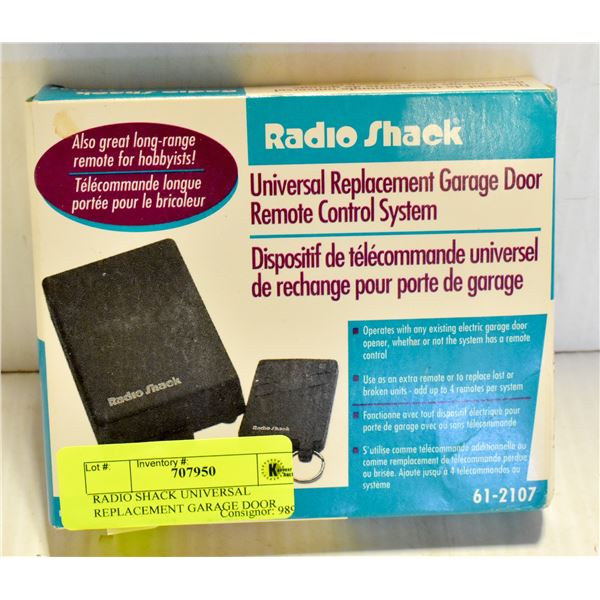 Radio Shack
Also great long-range
remote for hobbyists!
Télécommande longue
portée pour le bricoleur
Universal Replacement Garage Door
Remote Control System
Dispositif de télécommande universel
de rechange pour porte de garage
Radio Shack
Radio Shack
Operates with any existing electric garage door
opener, whether or not the system has a remote
control
Use as an extra remote or to replace lost or
broken units - add up to 4 remotes per system
Fonctionne avec tout dispositif électrique pour
porte de garage avec ou sans télécommande
S'utilise comme télécommande additionnelle ou
comme remplacement de télécommande perdue
ou brisée. Ajoute jusqu'à 4 télécommandes au
système
61-2107
Lot #:
Inventory #:
707950
RADIO SHACK UNIVERSAL
REPLACEMENT GARAGE DOOR
Consignor: 989